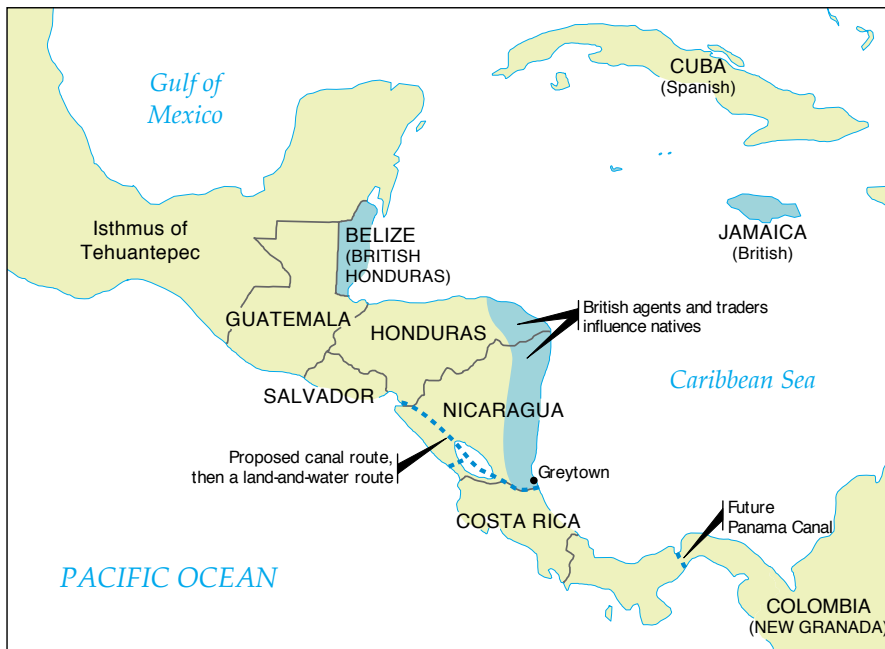 Gulf of
Mexico
CUBA
(Spanish)
Isthmus of
Tehuantepec
BELIZE
(BRITISH
HONDURAS)
JAMAICA
(British)
GUATEMALA
HONDURAS
British agents and traders
influence natives
SALVADOR
NICARAGUA
Caribbean Sea
Proposed canal route,
then a land-and-water route
Greytown
COSTA RICA
Future
Panama Canal
PACIFIC OCEAN
COLOMBIA
(NEW GRANADA)